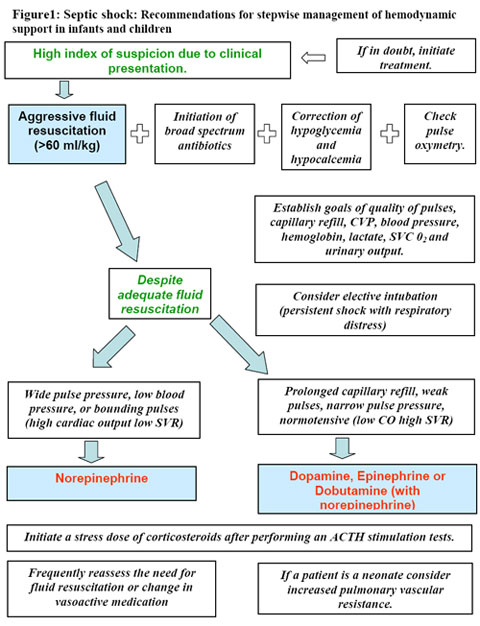 Figure1: Septic shock: Recommendations for stepwise management of hemodynamic
support in infants and children
High index of suspicion due to clinical
presentation.
If in doubt, initiate
treatment.
Aggressive fluid
resuscitation
(>60 ml/kg)
Initiation of
broad spectrum
antibiotics
Correction of
hypoglycemia
and
hypocalcemia
Check
pulse
oxymetry.
Establish goals of quality of pulses,
capillary refill, CVP, blood pressure,
hemoglobin, lactate, SVC 0₂ and
urinary output.
Despite
adequate fluid
resuscitation
Consider elective intubation
(persistent shock with respiratory
distress)
Wide pulse pressure, low blood
pressure, or bounding pulses
(high cardiac output low SVR)
Prolonged capillary refill, weak
pulses, narrow pulse pressure,
normotensive (low CO high SVR)
Norepinephrine
Dopamine, Epinephrine or
Dobutamine (with
norepinephrine)
Initiate a stress dose of corticosteroids after performing an ACTH stimulation tests.
Frequently reassess the need for
fluid resuscitation or change in
vasoactive medication
If a patient is a neonate consider
increased pulmonary vascular
resistance.